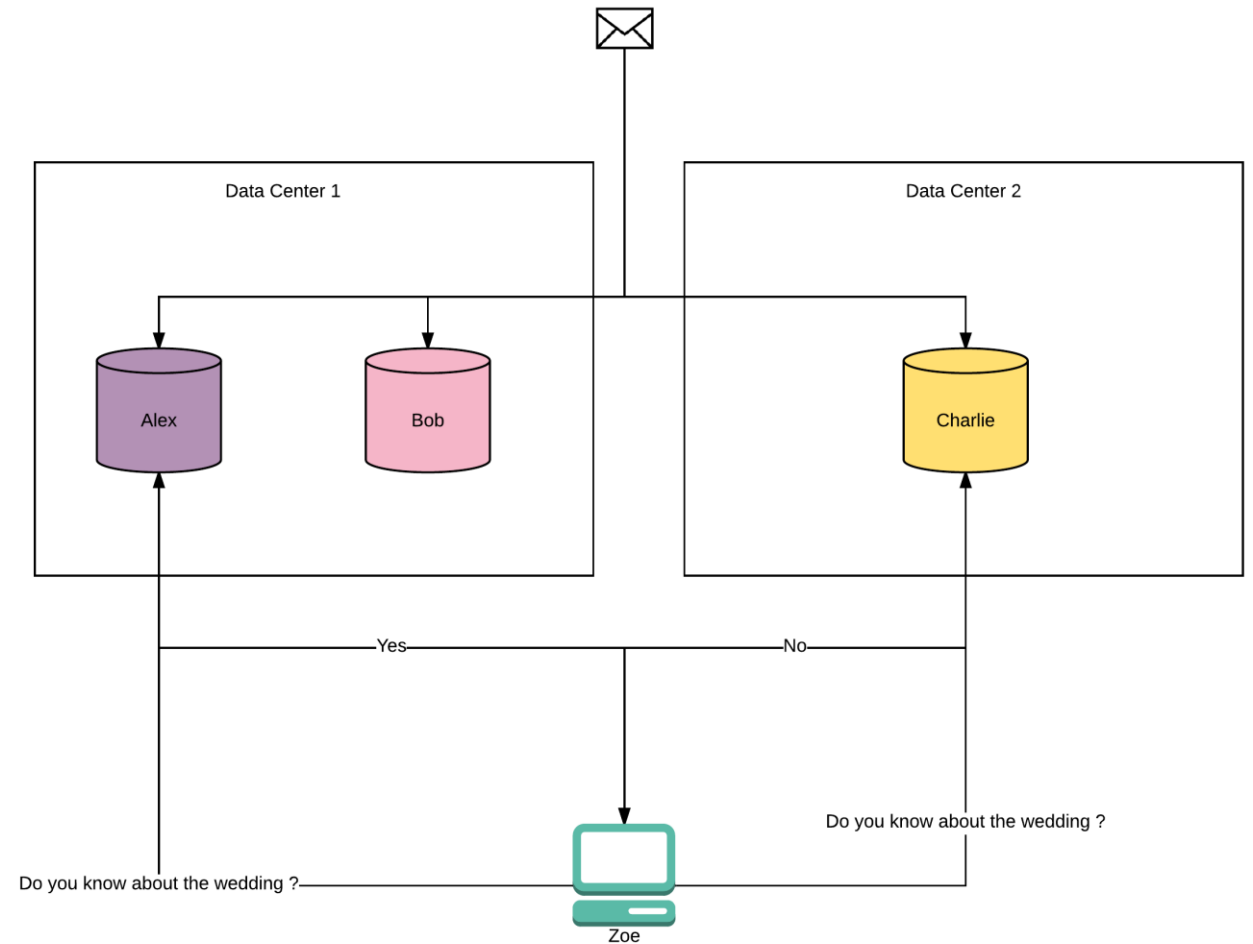 Data Center 1
Data Center 2
Alex
Bob
Charlie
Yes
No
Do you know about the wedding ?
Do you know about the wedding ?
Zoe